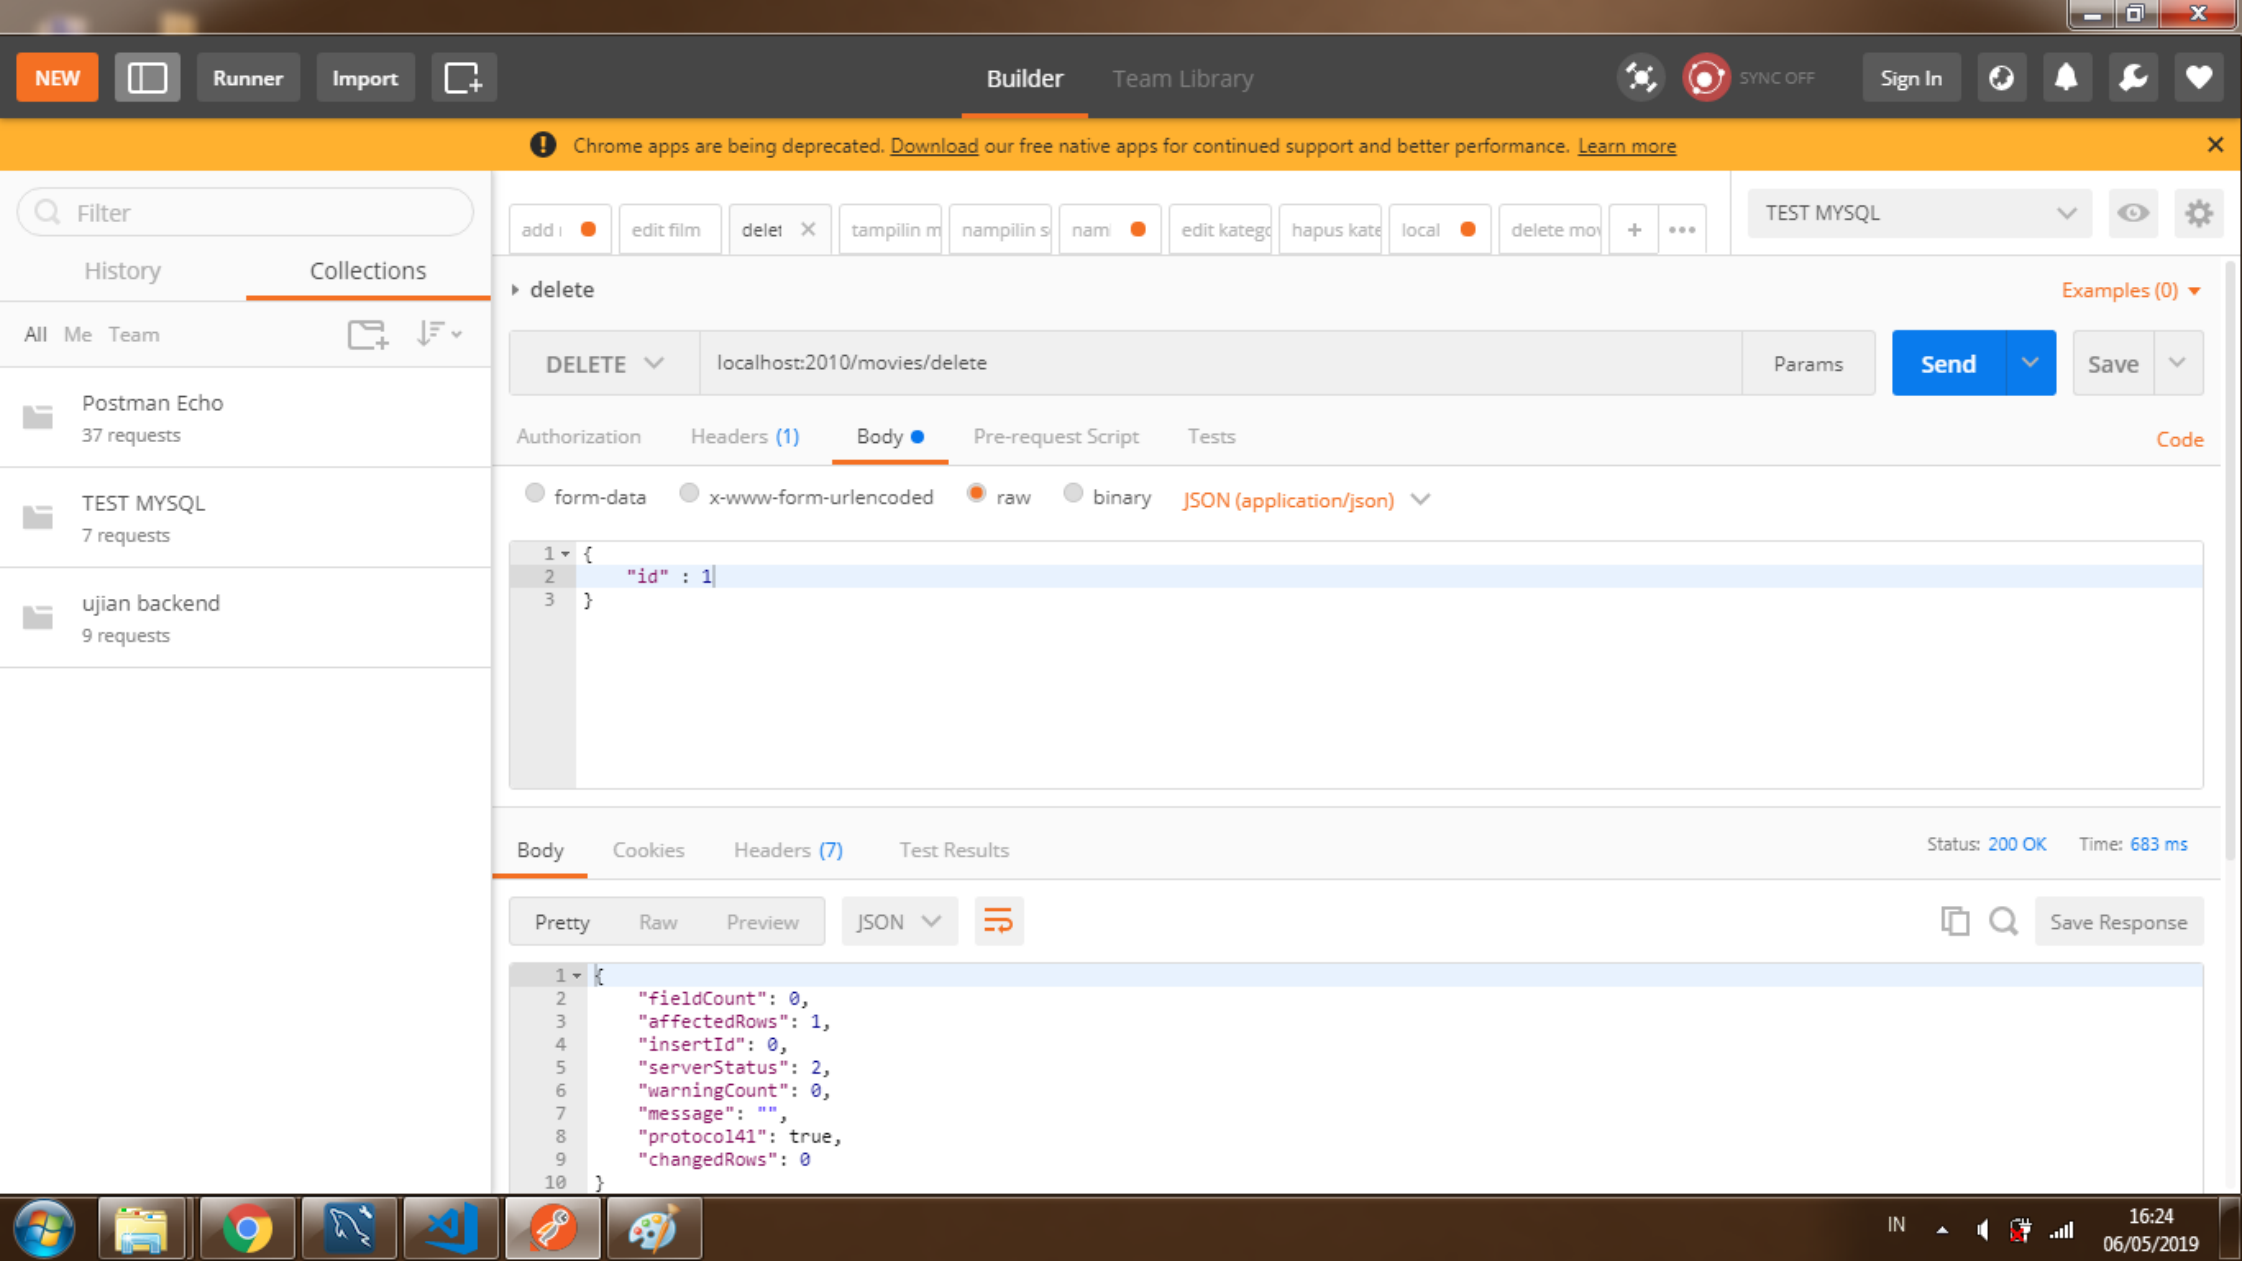 NEW Runner Import Builder Team Library SYNC OFF Sign In
Chrome apps are being deprecated. Download our free native apps for continued support and better performance. Learn more
Filter
History Collections
All Me Team
Postman Echo
37 requests
TEST MYSQL
7 requests
ujian backend
9 requests
add edit film delet tampilin m nampilin s nam edit katego hapus kate local delete mov + •••
TEST MYSQL
delete
Examples (0)
DELETE localhost:2010/movies/delete Params Send Save
Authorization Headers (1) Body Pre-request Script Tests Code
form-data x-www-form-urlencoded raw binary JSON (application/json)
1 {
2 "id" : 1
3 }
Body Cookies Headers (7) Test Results Status: 200 OK Time: 683 ms
Pretty Raw Preview JSON Save Response
1 {
2 "fieldCount": 0,
3 "affectedRows": 1,
4 "insertId": 0,
5 "serverStatus": 2,
6 "warningCount": 0,
7 "message": "",
8 "protocol41": true,
9 "changedRows": 0
10 }
IN 16:24
06/05/2019